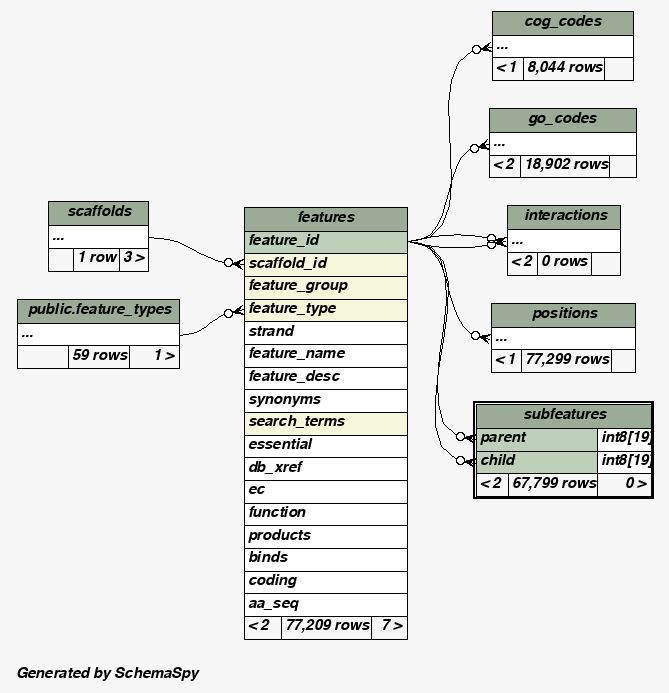 cog_codes
...
< 1 8,044 rows
go_codes
...
< 2 18,902 rows
scaffolds
...
1 row 3 >
public.feature_types
...
59 rows 1 >
features
feature_id
scaffold_id
feature_group
feature_type
strand
feature_name
feature_desc
synonyms
search_terms
essential
db_xref
ec
function
products
binds
coding
aa_seq
< 2 77,209 rows 7 >
interactions
...
< 2 0 rows
positions
...
< 1 77,299 rows
subfeatures
parent int8[19]
child int8[19]
< 2 67,799 rows 0 >
Generated by SchemaSpy